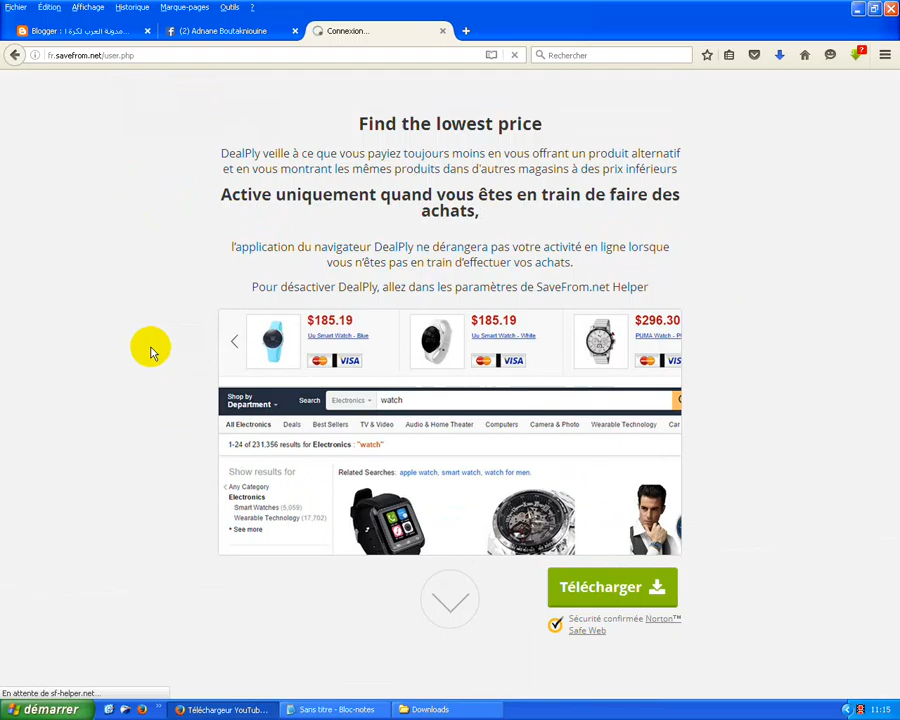 Fichier Édition Affichage Historique Marque-pages Outils ?
Blogger : مدونة العرب لكرة ا... (2) Adnane Boutakniouine Connexion...
fr.savefrom.net/user.php Rechercher ?
Find the lowest price
DealPly veille à ce que vous payiez toujours moins en vous offrant un produit alternatif
et en vous montrant les mêmes produits dans d'autres magasins à des prix inférieurs
Active uniquement quand vous êtes en train de faire des
achats,
l'application du navigateur DealPly ne dérangera pas votre activité en ligne lorsque
vous n'êtes pas en train d'effectuer vos achats.
Pour désactiver DealPly, allez dans les paramètres de SaveFrom.net Helper
$185.19 $185.19 $296.30
Uu Smart Watch - Blue Uu Smart Watch - White PUMA Watch - P
VISA VISA VIS
Shop by
Department Search Electronics watch
All Electronics Deals Best Sellers TV & Video Audio & Home Theater Computers Camera & Photo Wearable Technology Car
1-24 of 231,356 results for Electronics : "watch"
Show results for Related Searches: apple watch, smart watch, watch for men.
Any Category
Electronics
Smart Watches (5,059)
Wearable Technology (17,702)
See more
Télécharger
Sécurité confirmée Norton™
Safe Web
En attente de sf-helper.net...
démarrer Téléchargeur YouTub... Sans titre - Bloc-notes Downloads 11:15